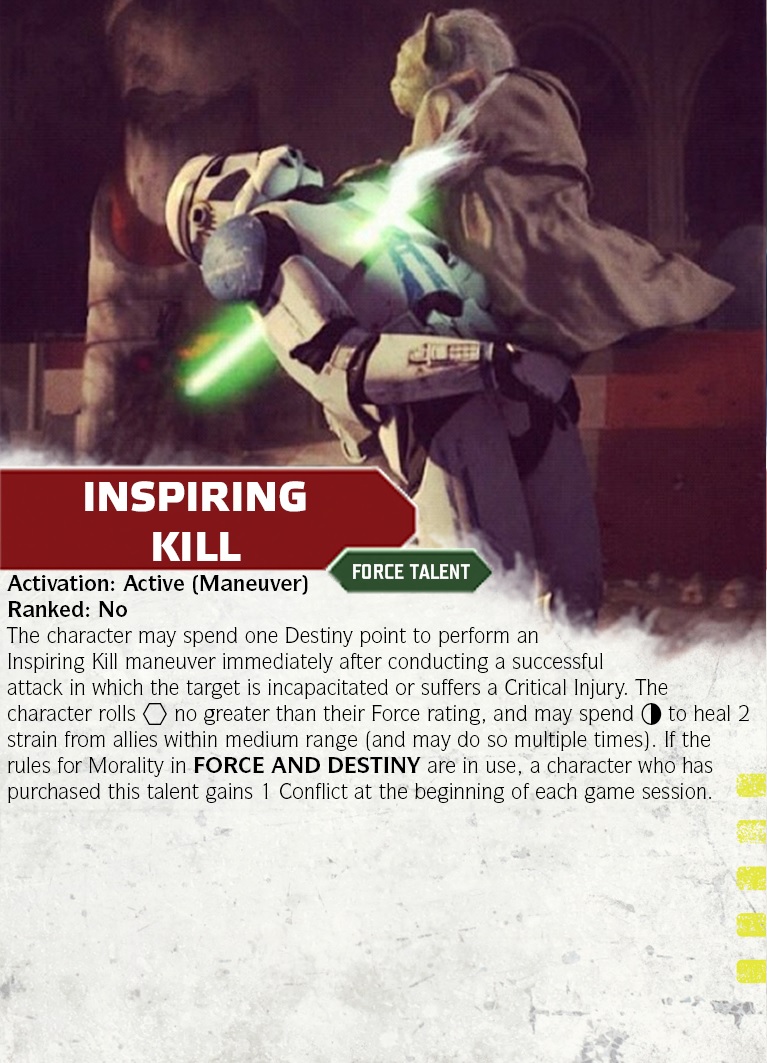 INSPIRING
KILL
FORCE TALENT
Activation: Active (Maneuver)
Ranked: No
The character may spend one Destiny point to perform an
Inspiring Kill maneuver immediately after conducting a successful
attack in which the target is incapacitated or suffers a Critical Injury. The
character rolls ⬡ no greater than their Force rating, and may spend ◑ to heal 2
strain from allies within medium range (and may do so multiple times). If the
rules for Morality in FORCE AND DESTINY are in use, a character who has
purchased this talent gains 1 Conflict at the beginning of each game session.